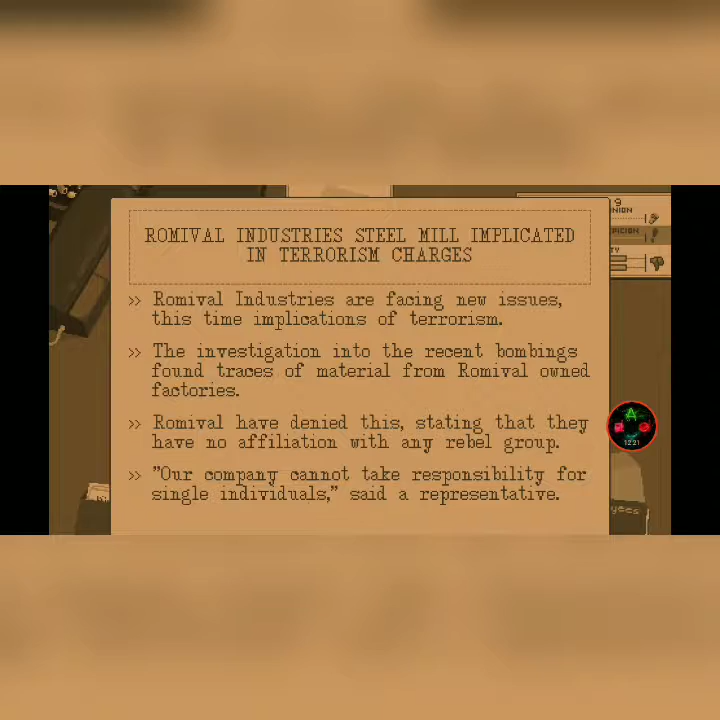 9
ROMIVAL INDUSTRIES STEEL MILL IMPLICATED
IN TERRORISM CHARGES
>> Romival Industries are facing new issues,
this time implications of terrorism.
>> The investigation into the recent bombings
found traces of material from Romival owned
factories.
>> Romival have denied this, stating that they
have no affiliation with any rebel group.
>> "Our company cannot take responsibility for
single individuals," said a representative.
A
1221
yees